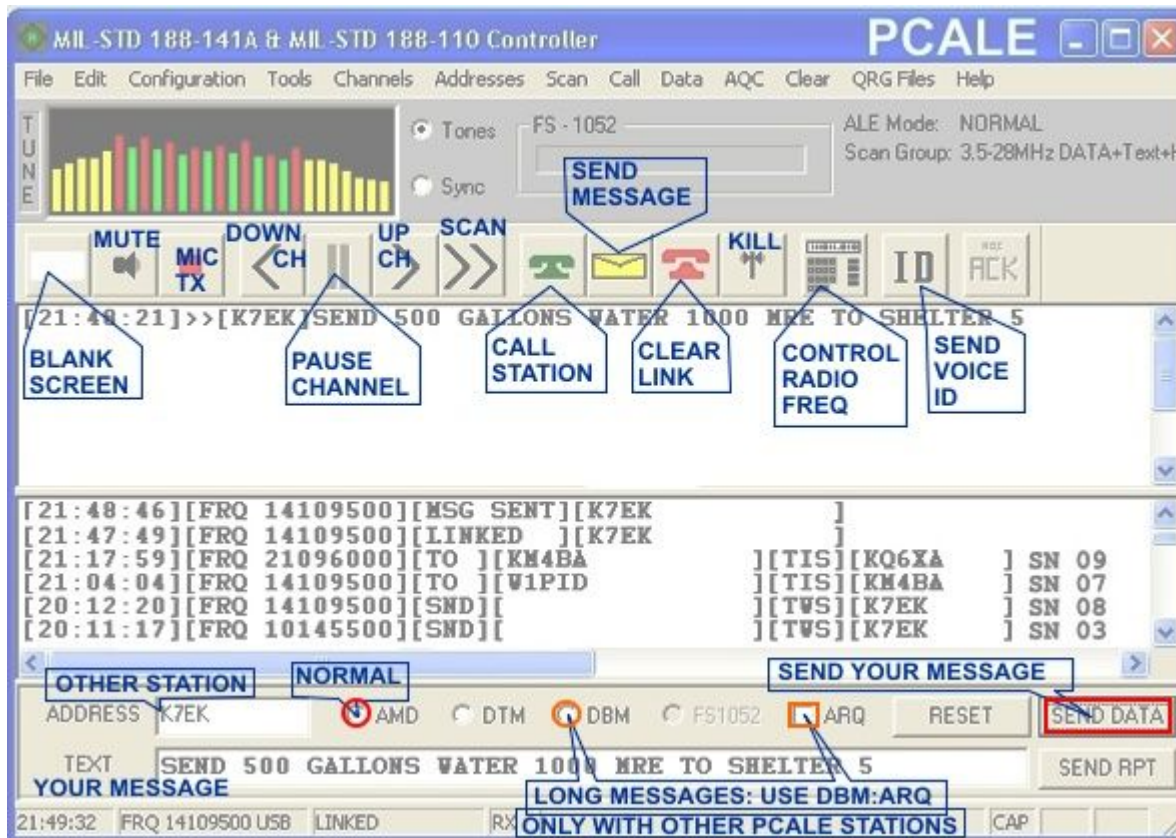 MIL-STD 188-141A & MIL-STD 188-110 Controller PCALE
File Edit Configuration Tools Channels Addresses Scan Call Data AQC Clear QRG Files Help
TUNE
Tones
Sync
FS - 1052
ALE Mode: NORMAL
Scan Group: 3.5-28MHz DATA+Text+H
SEND
MESSAGE
MUTE
MIC
TX
DOWN
CH
UP
CH
SCAN
KILL
ID
ACK
[21:48:21]>>[K7EK]SEND 500 GALLONS WATER 1000 MRE TO SHELTER 5
BLANK
SCREEN
PAUSE
CHANNEL
CALL
STATION
CLEAR
LINK
CONTROL
RADIO
FREQ
SEND
VOICE
ID
[21:48:46][FRQ 14109500][MSG SENT][K7EK ]
[21:47:49][FRQ 14109500][LINKED ][K7EK ]
[21:17:59][FRQ 21096000][TO ][KM4BA ][TIS][KQ6XA ] SN 09
[21:04:04][FRQ 14109500][TO ][W1PID ][TIS][KM4BA ] SN 07
[20:12:20][FRQ 14109500][SND][ ][TWS][K7EK ] SN 08
[20:11:17][FRQ 10145500][SND][ ][TWS][K7EK ] SN 03
OTHER STATION
NORMAL
SEND YOUR MESSAGE
ADDRESS K7EK AMD DTM DBM FS1052 ARQ RESET SEND DATA
TEXT SEND 500 GALLONS WATER 1000 MRE TO SHELTER 5 SEND RPT
YOUR MESSAGE
LONG MESSAGES: USE DBM:ARQ
ONLY WITH OTHER PCALE STATIONS
21:49:32 FRQ 14109500 USB LINKED RX CAP